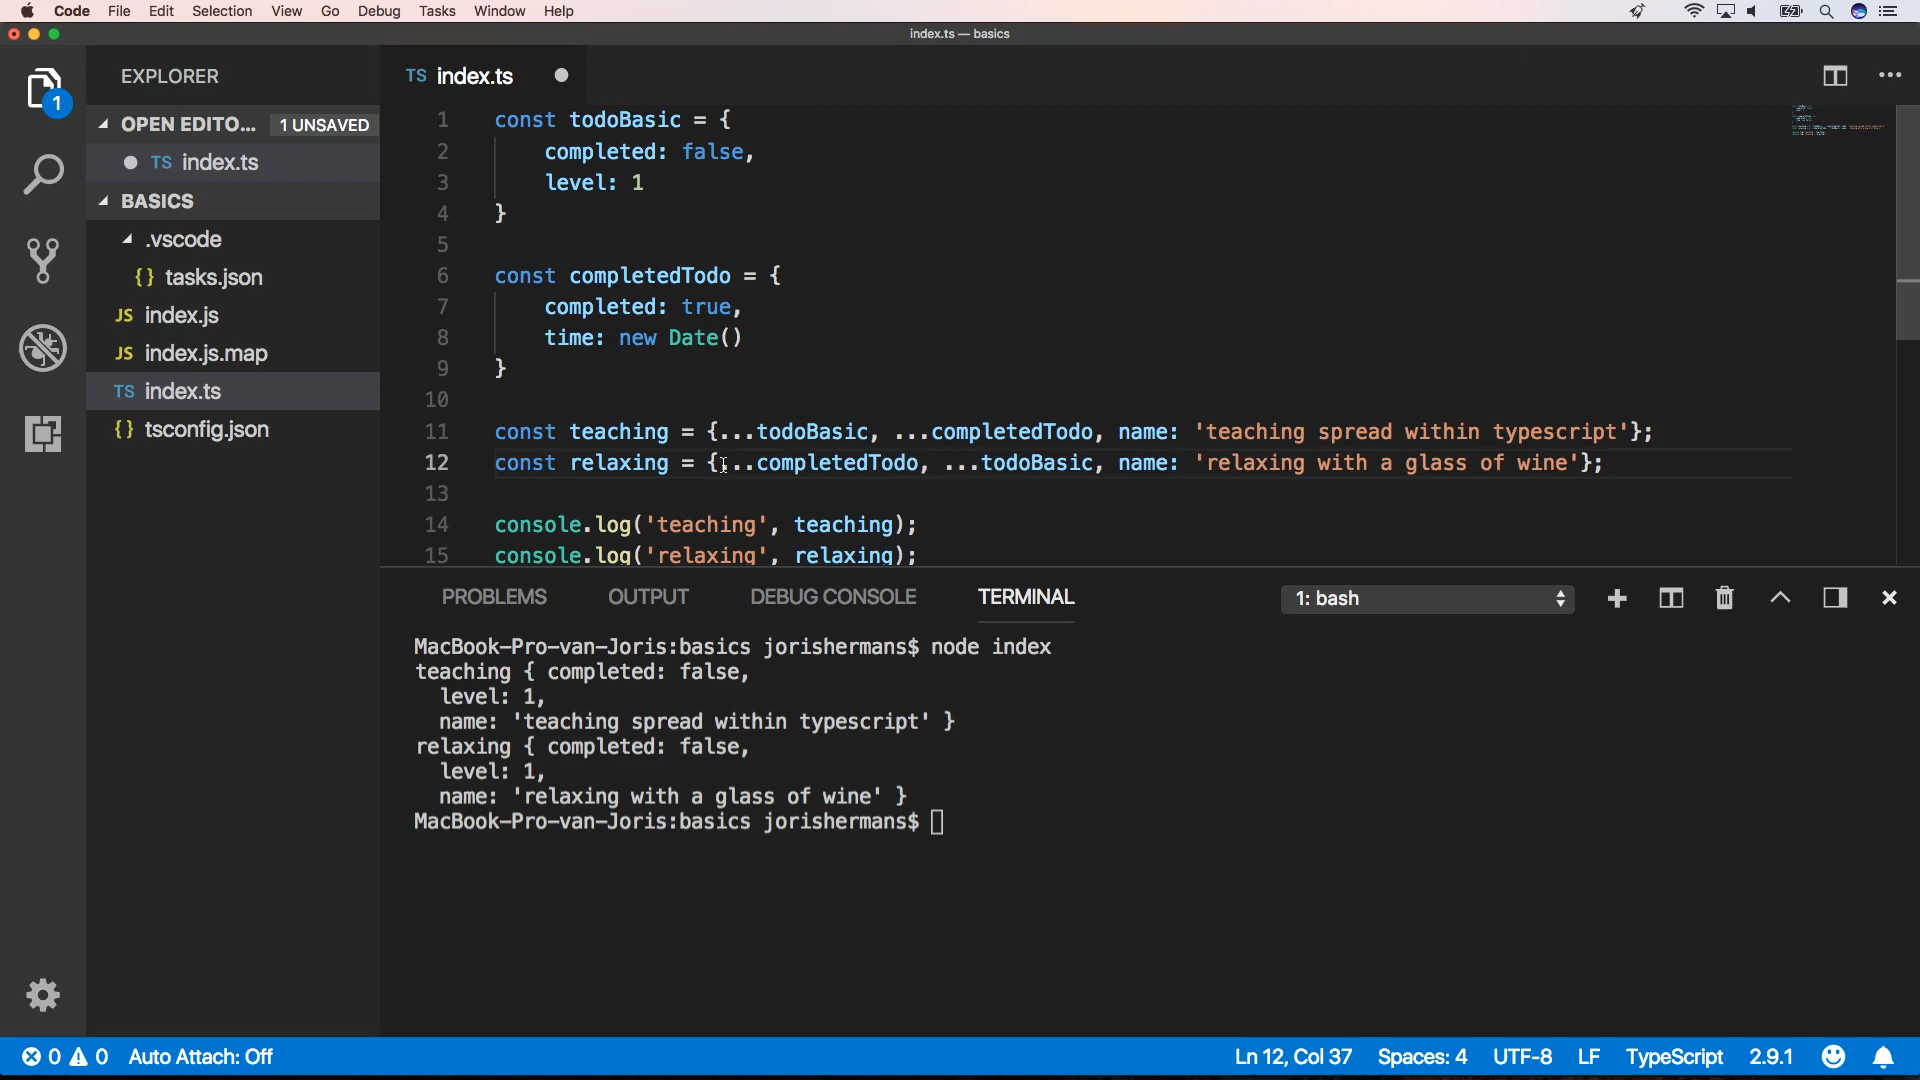 Code File Edit Selection View Go Debug Tasks Window Help
index.ts — basics
EXPLORER
OPEN EDITO... 1 UNSAVED
TS index.ts
BASICS
.vscode
{} tasks.json
JS index.js
JS index.js.map
TS index.ts
{} tsconfig.json
1
TS index.ts
1 const todoBasic = {
2 completed: false,
3 level: 1
4 }
5
6 const completedTodo = {
7 completed: true,
8 time: new Date()
9 }
10
11 const teaching = {...todoBasic, ...completedTodo, name: 'teaching spread within typescript'};
12 const relaxing = {...completedTodo, ...todoBasic, name: 'relaxing with a glass of wine'};
13
14 console.log('teaching', teaching);
15 console.log('relaxing', relaxing);
PROBLEMS OUTPUT DEBUG CONSOLE TERMINAL 1: bash
MacBook-Pro-van-Joris:basics jorishermans$ node index
teaching { completed: false,
level: 1,
name: 'teaching spread within typescript' }
relaxing { completed: false,
level: 1,
name: 'relaxing with a glass of wine' }
MacBook-Pro-van-Joris:basics jorishermans$
0 0 Auto Attach: Off Ln 12, Col 37 Spaces: 4 UTF-8 LF TypeScript 2.9.1